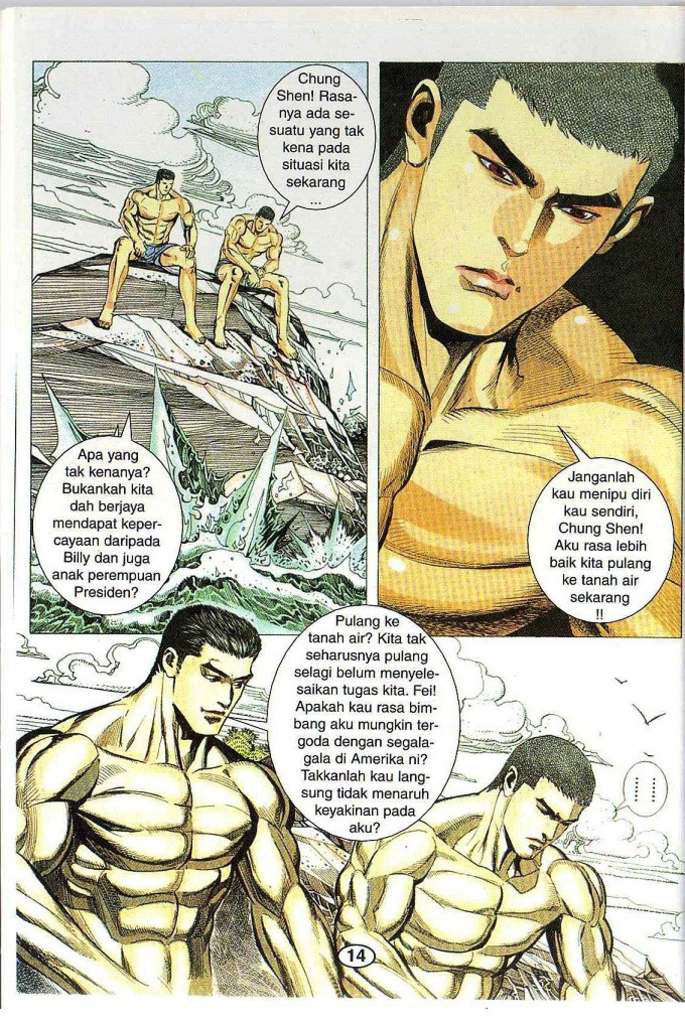 Chung
Shen! Rasa-
nya ada se-
suatu yang tak
kena pada
situasi kita
sekarang
...
Apa yang
tak kenanya?
Bukankah kita
dah berjaya
mendapat keper-
cayaan daripada
Billy dan juga
anak perempuan
Presiden?
Janganlah
kau menipu diri
kau sendiri,
Chung Shen!
Aku rasa lebih
baik kita pulang
ke tanah air
sekarang
!!
Pulang ke
tanah air? Kita tak
seharusnya pulang
selagi belum menyele-
saikan tugas kita. Fei!
Apakah kau rasa bim-
bang aku mungkin ter-
goda dengan segala-
gala di Amerika ni?
Takkanlah kau lang-
sung tidak menaruh
keyakinan pada
aku?
14